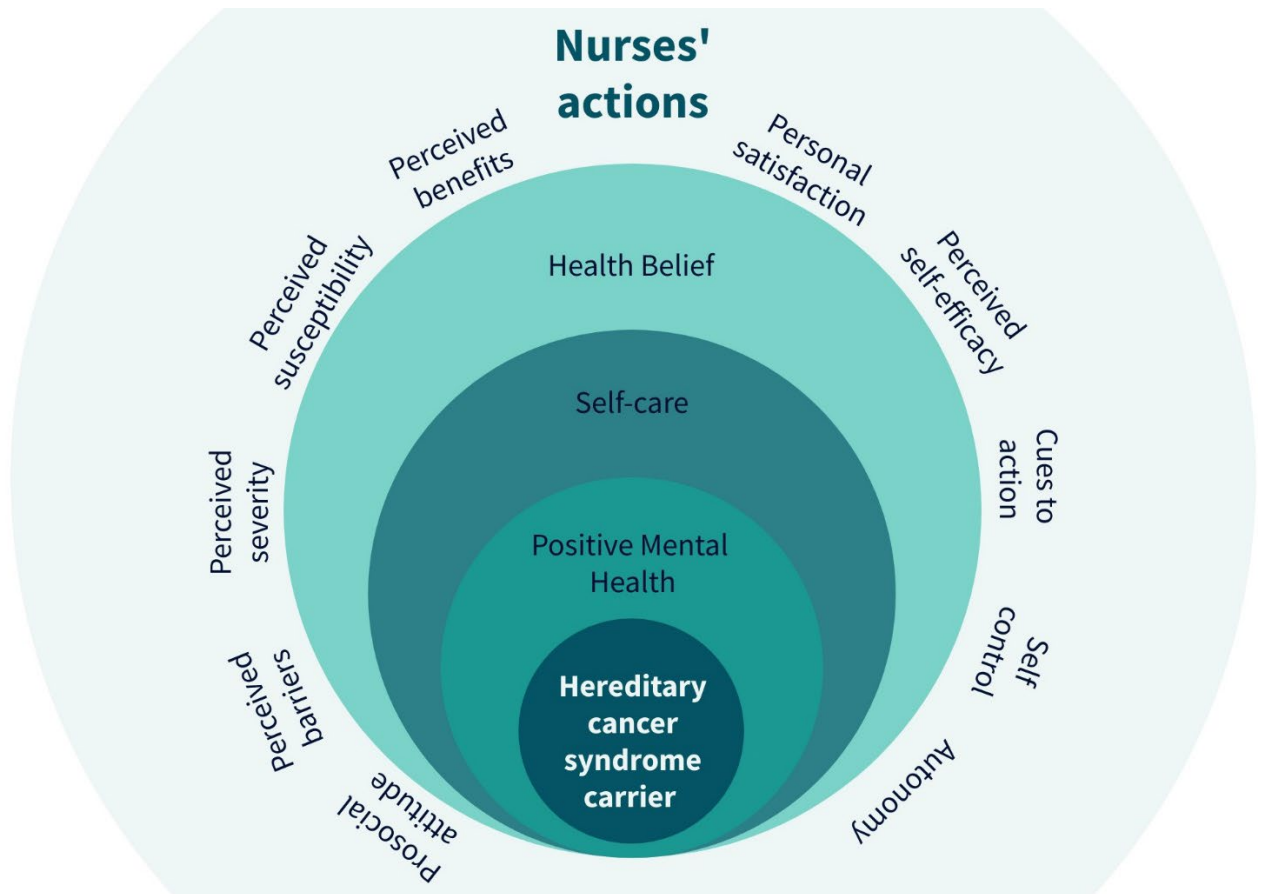 Nurses'
actions
Perceived
benefits
Personal
satisfaction
Perceived
susceptibility
Perceived
self-efficacy
Health Belief
Self-care
Perceived
severity
Cues to
action
Positive Mental
Health
Perceived
barriers
Self
control
Hereditary
cancer
syndrome
carrier
Prosocial
attitude
Autonomy